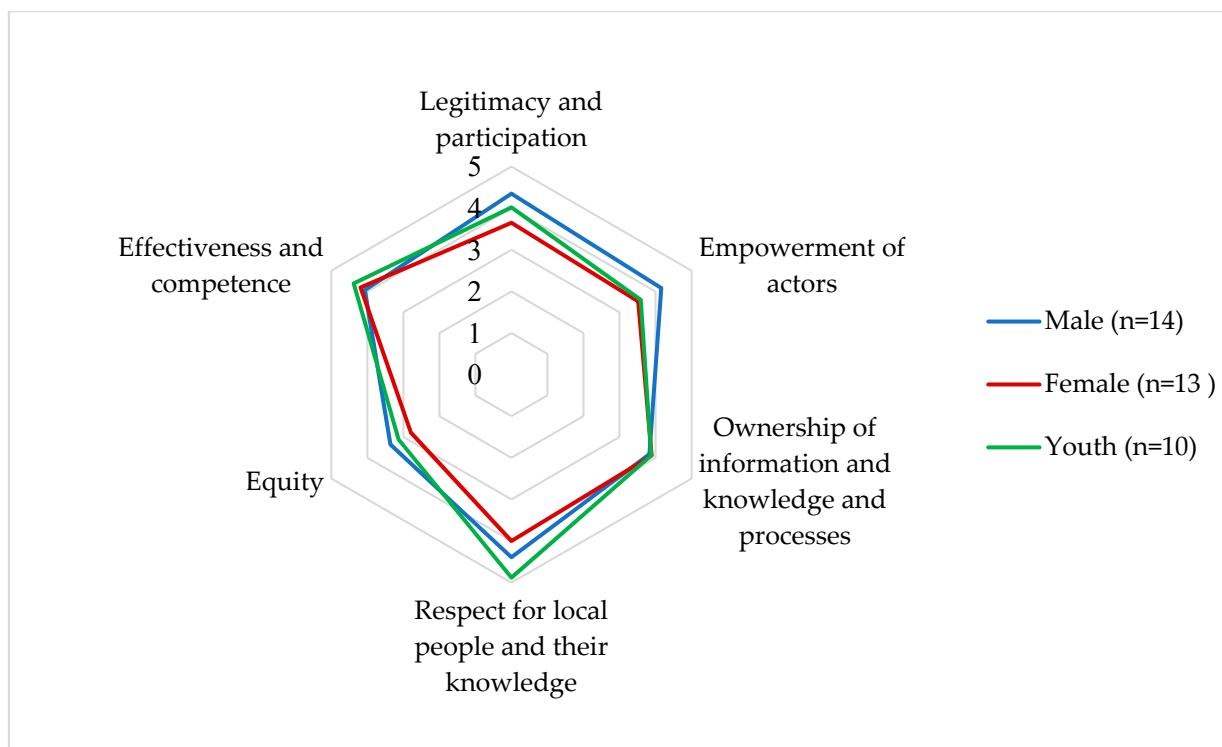 Legitimacy and
participation
5
4
3
2
1
0
Effectiveness and
competence
Empowerment of
actors
Equity
Ownership of
information and
knowledge and
processes
Respect for local
people and their
knowledge
Male (n=14)
Female (n=13 )
Youth (n=10)